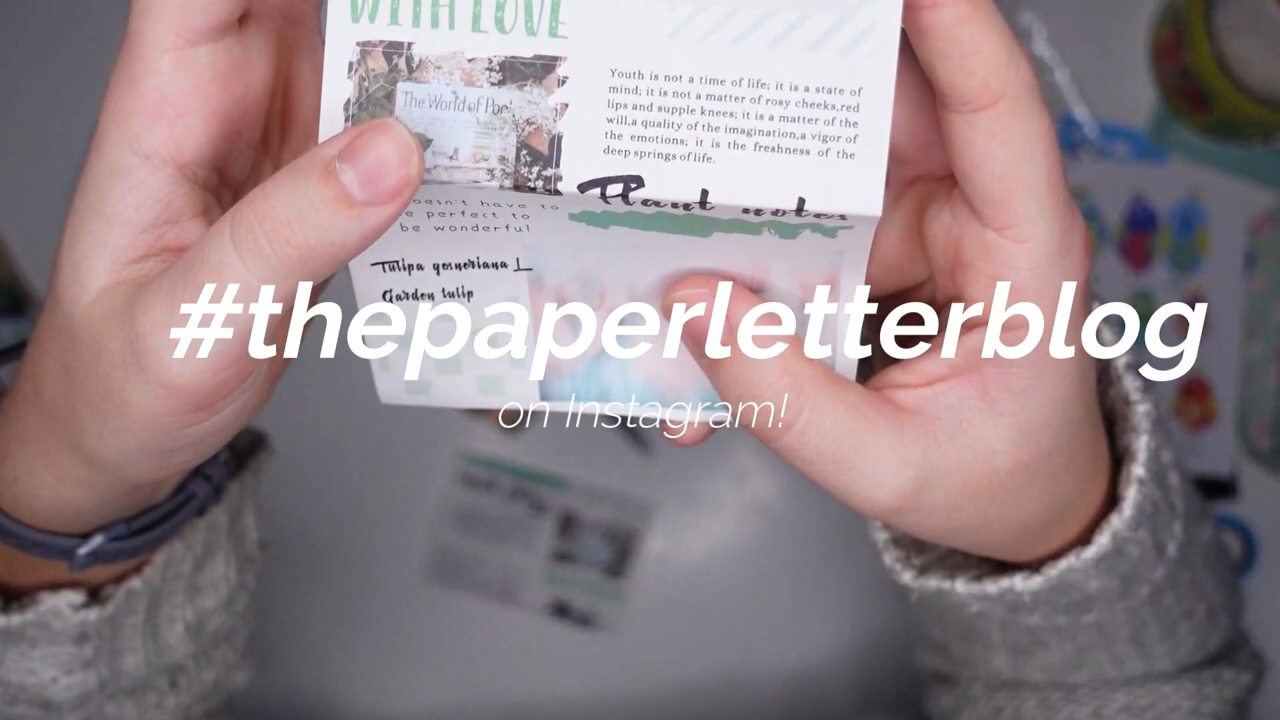 WITH LOVE
The World of
Youth is not a time of life; it is a state of
mind; it is not a matter of rosy cheeks,red
lips and supple knees; it is a matter of the
will,a quality of the imagination,a vigor of
the emotions; it is the freshness of the
deep springs of life.
Plant notes
have to
perfect to
be wonderful
Tulipa gesneriana L
Garden tulip
#thepaperletterblog
on Instagram!